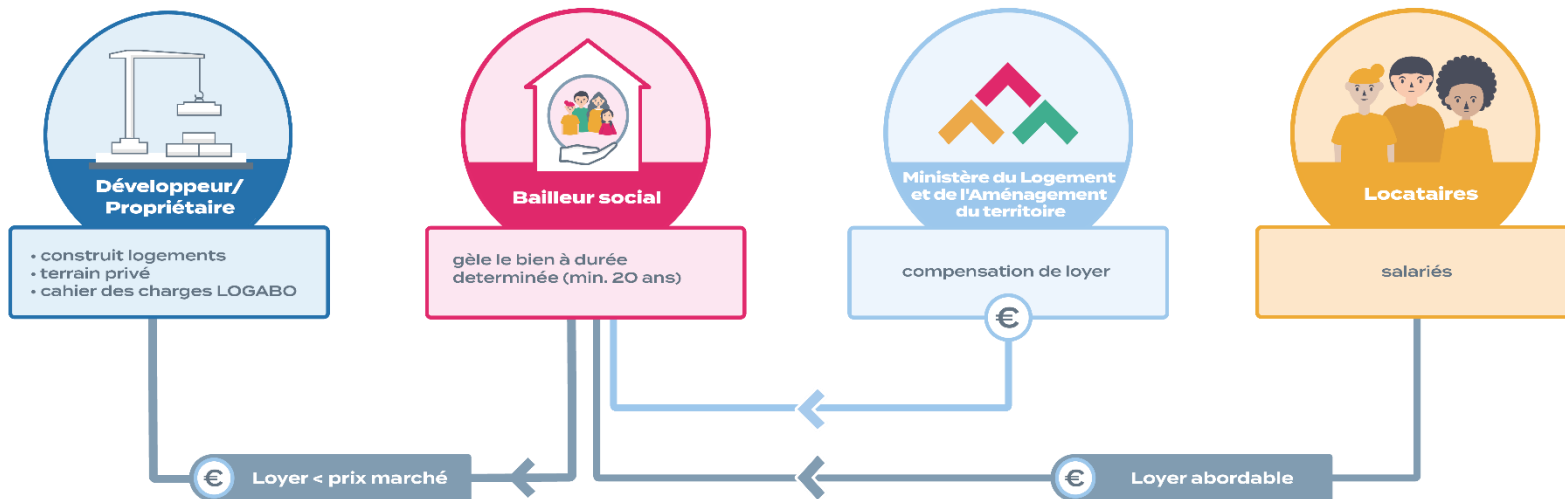 Développeur/
Propriétaire
• construit logements
• terrain privé
• cahier des charges LOGABO
Bailleur social
gèle le bien à durée
determinée (min. 20 ans)
Ministère du Logement
et de l'Aménagement
du territoire
compensation de loyer
€
Locataires
salariés
€ Loyer < prix marché
€ Loyer abordable